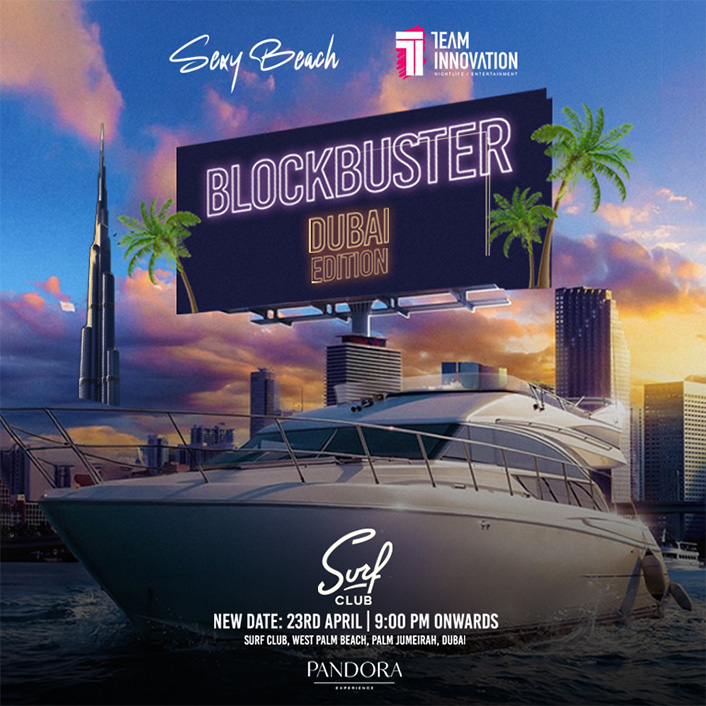 Sexy Beach
TEAM
INNOVATION
NIGHTLIFE / ENTERTAINMENT
BLOCKBUSTER
DUBAI
EDITION
Surf
CLUB
NEW DATE: 23RD APRIL | 9:00 PM ONWARDS
SURF CLUB, WEST PALM BEACH, PALM JUMEIRAH, DUBAI
PANDORA
EXPERIENCE